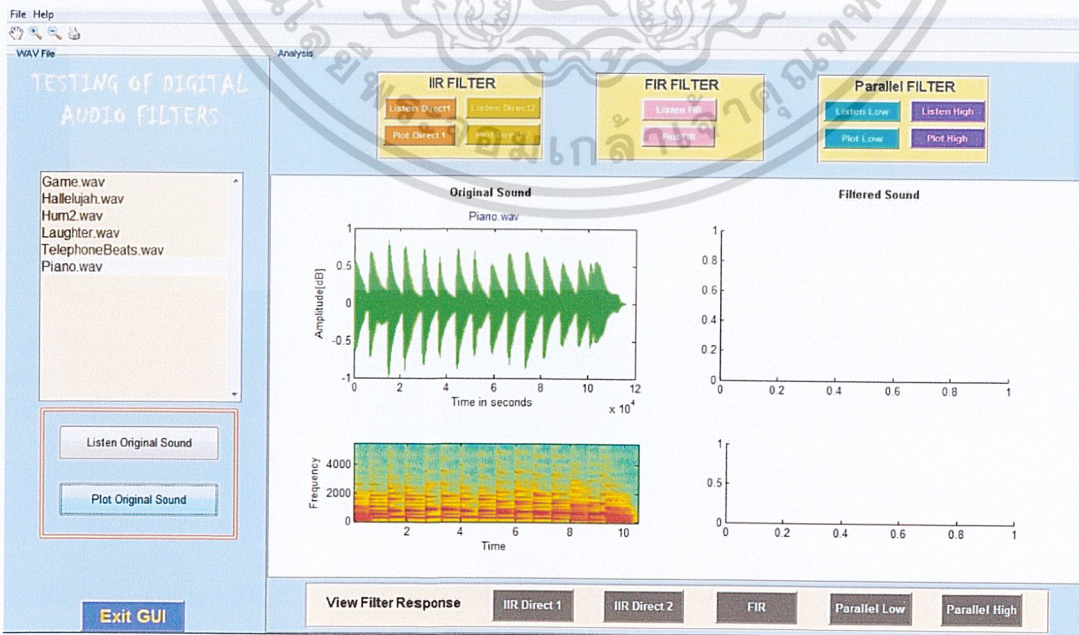 File Help
WAV File
Analysis
TESTING OF DIGITAL
AUDIO FILTERS
IIR FILTER
Listen Direct1 Listen Direct2
Plot Direct 1 Plot Direct 2
FIR FILTER
Listen FIR
Plot FIR
Parallel FILTER
Listen Low Listen High
Plot Low Plot High
Game.wav
Hallelujah.wav
Hum2.wav
Laughter.wav
TelephoneBeats.wav
Piano.wav
Listen Original Sound
Plot Original Sound
Exit GUI
Original Sound
Piano.wav
1
0.5
0
-0.5
-1
Amplitude[dB]
0 2 4 6 8 10 12
Time in seconds
x 10⁴
4000
2000
0
Frequency
2 4 6 8 10
Time
Filtered Sound
1
0.8
0.6
0.4
0.2
0
0 0.2 0.4 0.6 0.8 1
1
0.5
0
0 0.2 0.4 0.6 0.8 1
View Filter Response IIR Direct 1 IIR Direct 2 FIR Parallel Low Parallel High